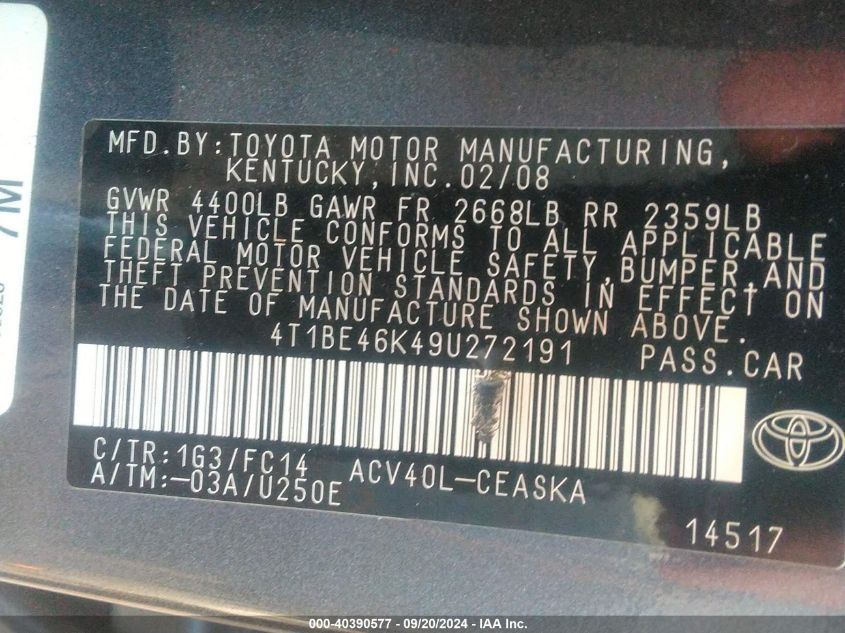 7M
MFD.BY:TOYOTA MOTOR MANUFACTURING,
KENTUCKY,INC.02/08
GVWR 4400LB GAWR FR 2668LB RR 2359LB
THIS VEHICLE CONFORMS TO ALL APPLICABLE
FEDERAL MOTOR VEHICLE SAFETY,BUMPER,AND
THEFT PREVENTION STANDARDS IN EFFECT ON
THE DATE OF MANUFACTURE SHOWN ABOVE.
4T1BE46K49U272191 PASS.CAR
C/TR:1G3/FC14 ACV40L-CEASKA
A/TM:-03A/U250E
14517
000-40390577 - 09/20/2024 - IAA Inc.